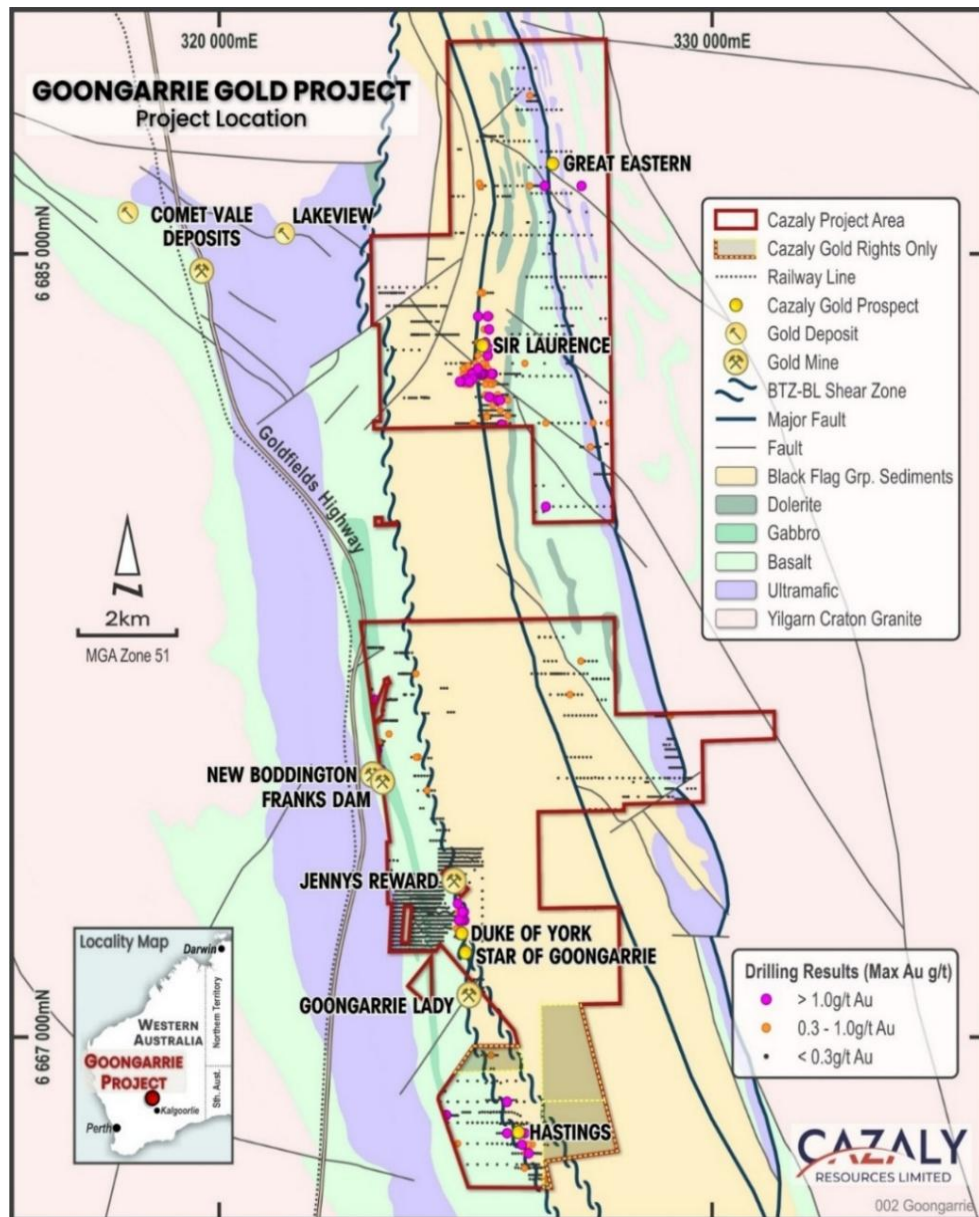 320 000mE
330 000mE
GOONGARRIE GOLD PROJECT
Project Location
GREAT EASTERN
COMET VALE
DEPOSITS
LAKEVIEW
6 685 000mN
SIR LAURENCE
Goldfields Highway
Cazaly Project Area
Cazaly Gold Rights Only
Railway Line
Cazaly Gold Prospect
Gold Deposit
Gold Mine
BTZ-BL Shear Zone
Major Fault
Fault
Black Flag Grp. Sediments
Dolerite
Gabbro
Basalt
Ultramafic
Yilgarn Craton Granite
N
2km
MGA Zone 51
NEW BODDINGTON
FRANKS DAM
JENNYS REWARD
DUKE OF YORK
STAR OF GOONGARRIE
GOONGARRIE LADY
6 667 000mN
HASTINGS
Locality Map
Darwin
WESTERN
AUSTRALIA
Northern Territory
Sth. Aust.
GOONGARRIE
PROJECT
Kalgoorlie
Perth
Drilling Results (Max Au g/t)
> 1.0g/t Au
0.3 - 1.0g/t Au
< 0.3g/t Au
CAZALY
RESOURCES LIMITED
002 Goongarrie